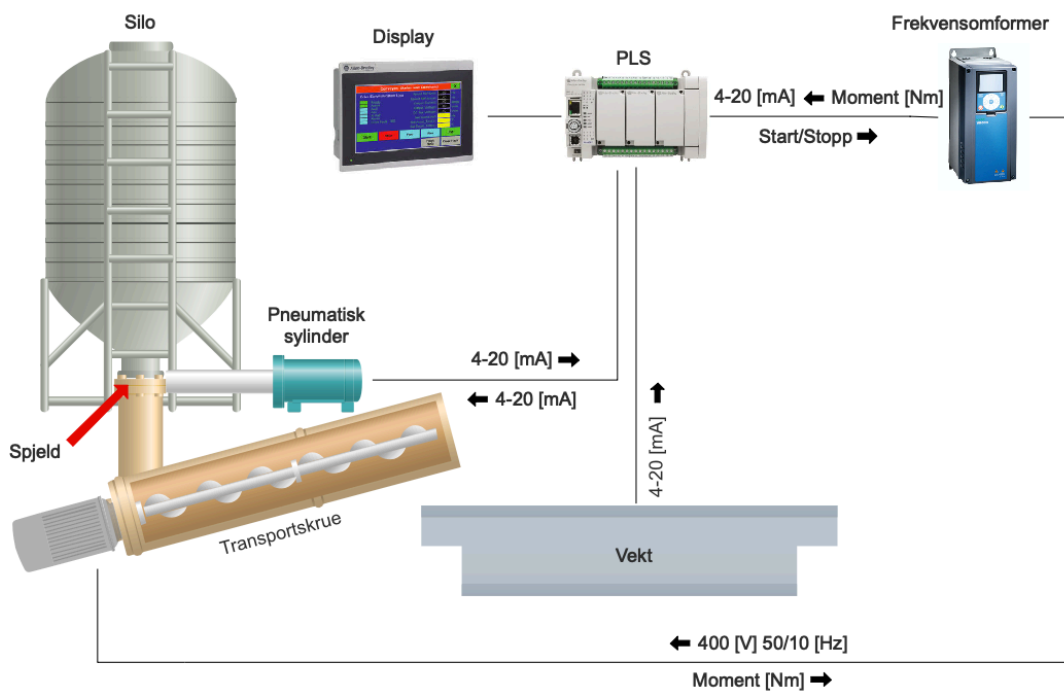 Silo
Display
PLS
Frekvensomformer
4-20 [mA] ← Moment [Nm]
Start/Stopp →
Pneumatisk
sylinder
4-20 [mA] →
← 4-20 [mA]
4-20 [mA] →
Spjeld
Transportskrue
Vekt
← 400 [V] 50/10 [Hz]
Moment [Nm] →